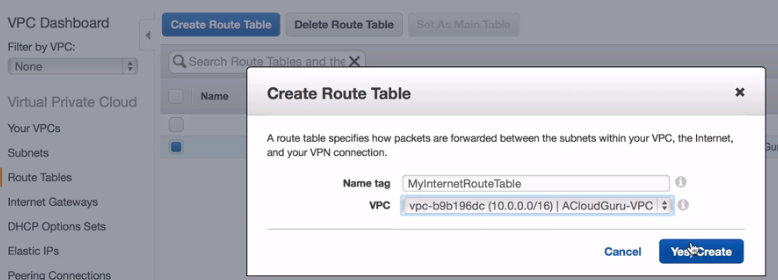 VPC Dashboard
Filter by VPC:
None
Virtual Private Cloud
Your VPCs
Subnets
Route Tables
Internet Gateways
DHCP Options Sets
Elastic IPs
Peering Connections
Create Route Table
Delete Route Table
Set As Main Table
Search Route Tables and the X
Name
Create Route Table
A route table specifies how packets are forwarded between the subnets within your VPC, the Internet,
and your VPN connection.
Name tag MyInternetRouteTable
VPC vpc-b9b196dc (10.0.0.0/16) | ACloudGuru-VPC
Cancel
Yes, Create